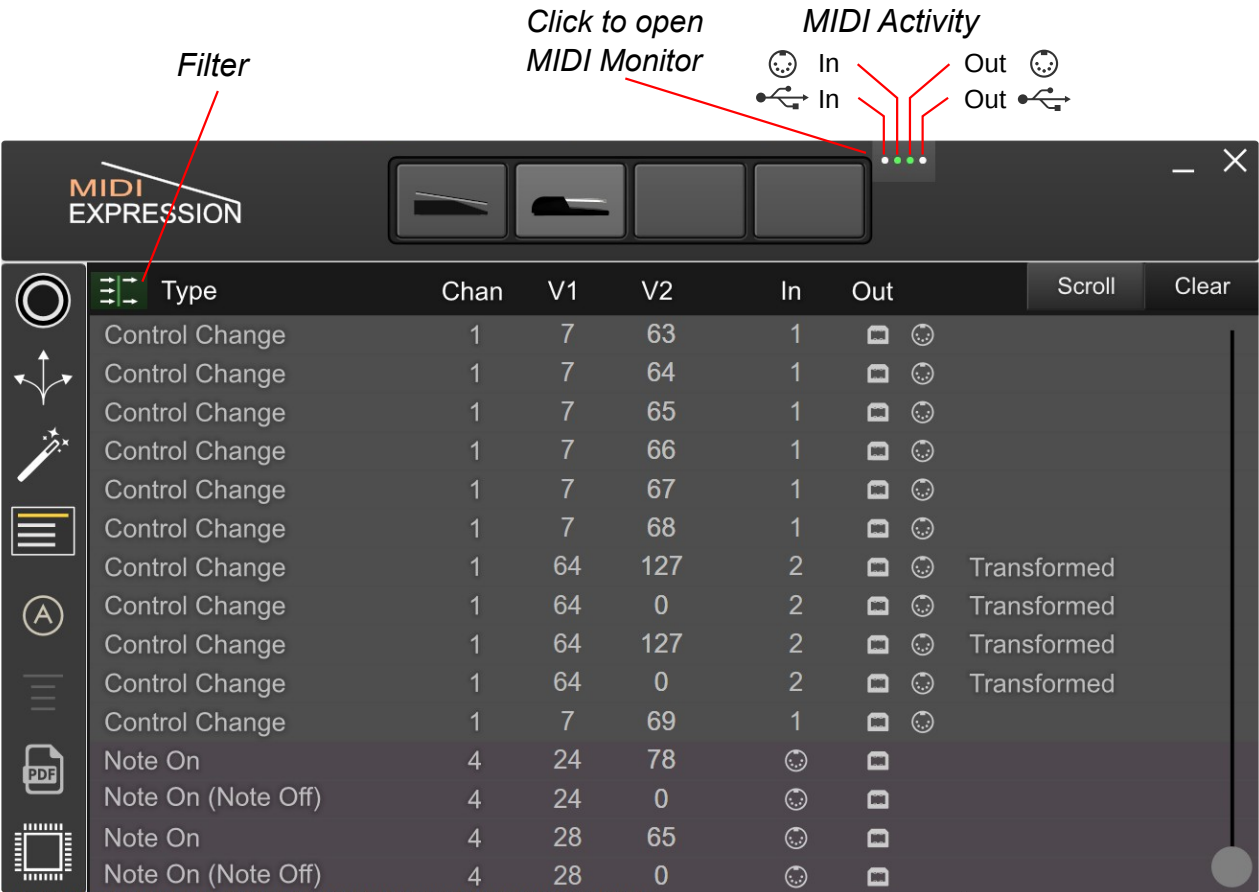 Click to open
MIDI Monitor
MIDI Activity
Filter
In Out
In Out
MIDI
EXPRESSION
Type Chan V1 V2 In Out Scroll Clear
Control Change 1 7 63 1
Control Change 1 7 64 1
Control Change 1 7 65 1
Control Change 1 7 66 1
Control Change 1 7 67 1
Control Change 1 7 68 1
Control Change 1 64 127 2 Transformed
Control Change 1 64 0 2 Transformed
Control Change 1 64 127 2 Transformed
Control Change 1 64 0 2 Transformed
Control Change 1 7 69 1
Note On 4 24 78
Note On (Note Off) 4 24 0
Note On 4 28 65
Note On (Note Off) 4 28 0
A
PDF